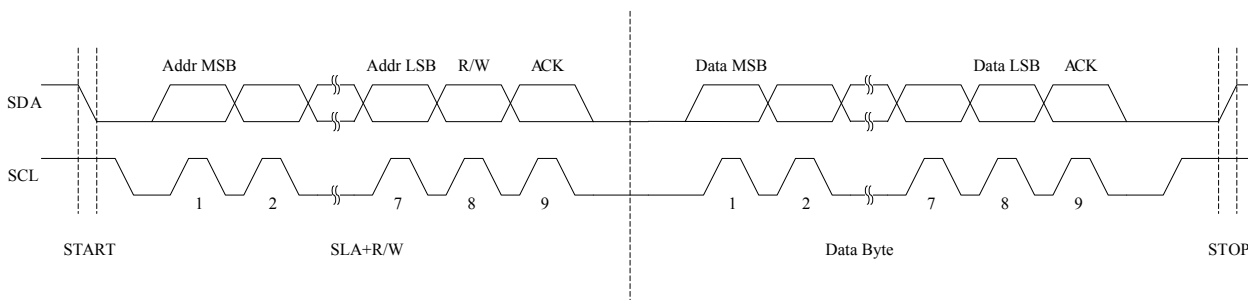 Addr MSB Addr LSB R/W ACK Data MSB Data LSB ACK
SDA
SCL
1 2 7 8 9 1 2 7 8 9
START SLA+R/W Data Byte STOP